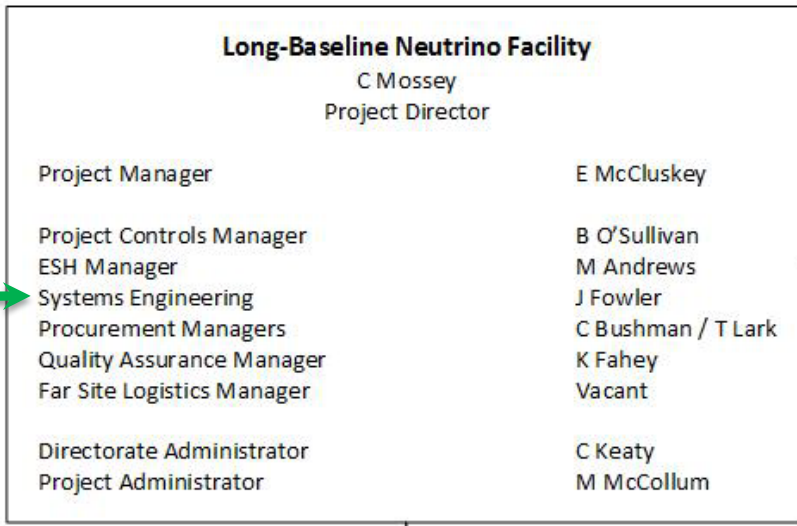 Long-Baseline Neutrino Facility
C Mossey
Project Director
Project Manager E McCluskey
Project Controls Manager B O’Sullivan
ESH Manager M Andrews
Systems Engineering J Fowler
Procurement Managers C Bushman / T Lark
Quality Assurance Manager K Fahey
Far Site Logistics Manager Vacant
Directorate Administrator C Keaty
Project Administrator M McCollum